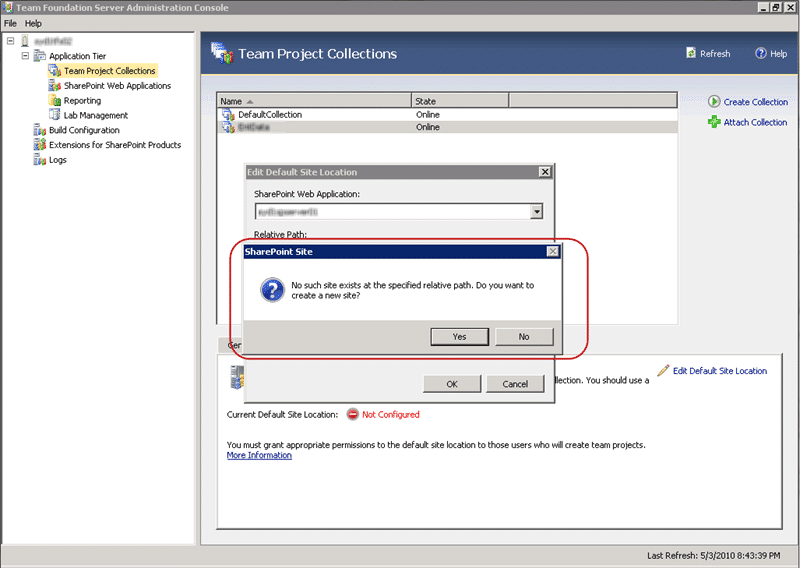 Team Foundation Server Administration Console
File Help
Application Tier
Team Project Collections
SharePoint Web Applications
Reporting
Lab Management
Build Configuration
Extensions for SharePoint Products
Logs
Team Project Collections
Refresh
Help
Name State
DefaultCollection Online
Online
Create Collection
Attach Collection
Edit Default Site Location
SharePoint Web Application:
Relative Path:
SharePoint Site
No such site exists at the specified relative path. Do you want to
create a new site?
Yes No
OK Cancel
llection. You should use a
Edit Default Site Location
Current Default Site Location: Not Configured
You must grant appropriate permissions to the default site location to those users who will create team projects.
More Information
Last Refresh: 5/3/2010 8:43:39 PM